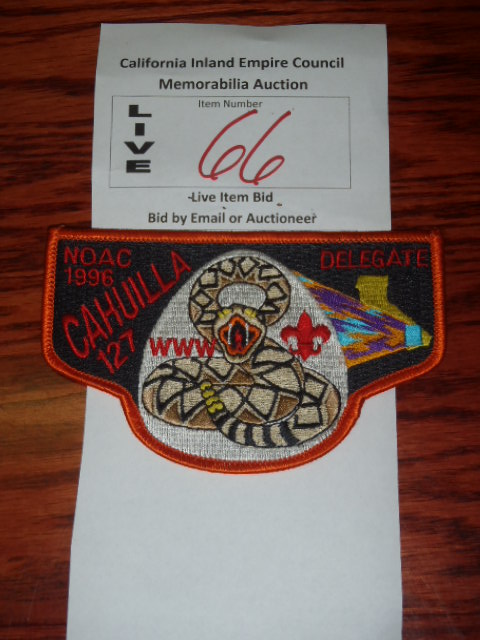 California Inland Empire Council
Memorabilia Auction
Item Number
LIVE
66
Live Item Bid
Bid by Email or Auctioneer
NOAC
1996
DELEGATE
CAHUILLA
127
WWW